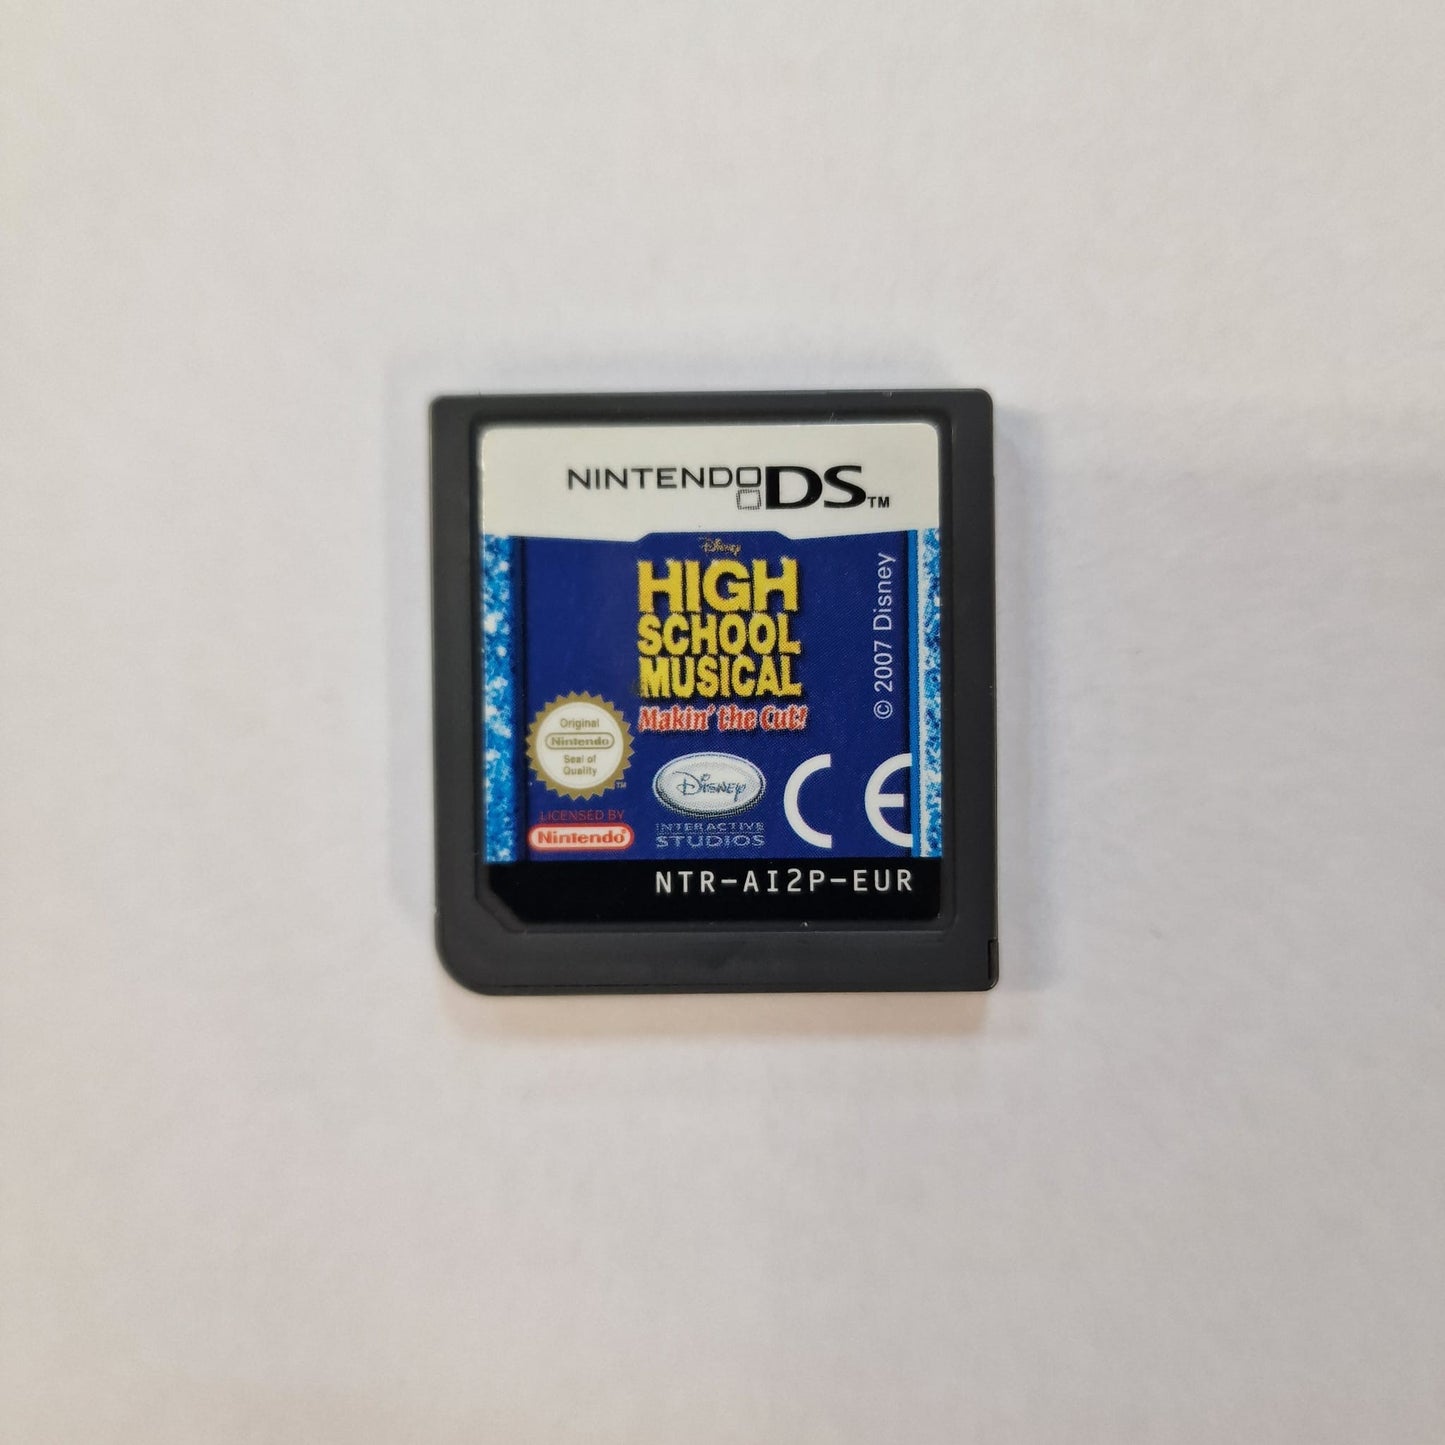 NINTENDO DS™
Disney
HIGH
SCHOOL
MUSICAL
Makin' the Cut!
© 2007 Disney
Original
Nintendo
Seal of
Quality
TM
LICENSED BY
Nintendo®
Disney
INTERACTIVE
STUDIOS
CE
NTR-AI2P-EUR